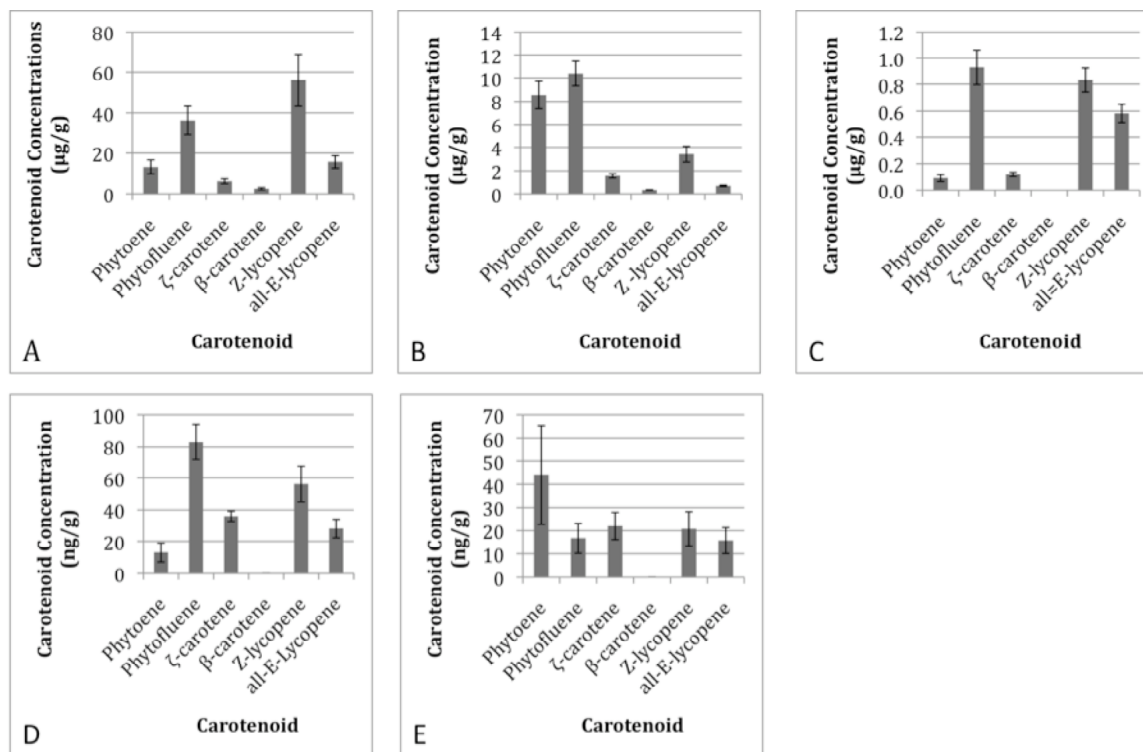 Carotenoid Concentrations
(µg/g)
80
60
40
20
0
Phytoene
Phytofluene
ζ-carotene
β-carotene
Z-lycopene
all-E-lycopene
Carotenoid
A
Carotenoid Concentration
(µg/g)
14
12
10
8
6
4
2
0
Phytoene
Phytofluene
ζ-carotene
β-carotene
Z -lycopene
all-E-lycopene
Carotenoid
B
Carotenoid Concentration
(µg/g)
1.2
1.0
0.8
0.6
0.4
0.2
0.0
Phytoene
Phytofluene
ζ-carotene
β-carotene
Z-lycopene
all=E-lycopene
Carotenoid
C
Carotenoid Concentration
(ng/g)
100
80
60
40
20
0
Phytoene
Phytofluene
ζ-carotene
β-carotene
Z-lycopene
all-E-Lycopene
Carotenoid
D
Carotenoid Concentration
(ng/g)
70
60
50
40
30
20
10
0
Phytoene
Phytofluene
ζ-carotene
β-carotene
Z-lycopene
all-E-lycopene
Carotenoid
E